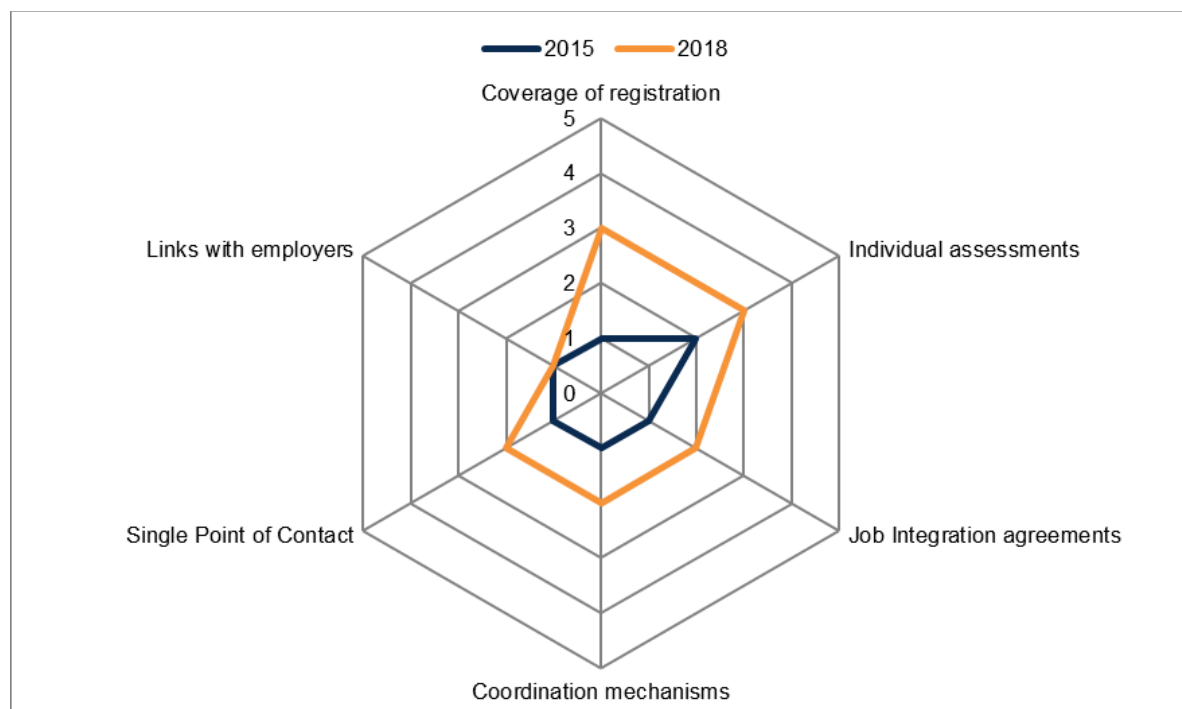 2015 2018
Coverage of registration
5
4
3
2
1
0
Links with employers
Individual assessments
Single Point of Contact
Job Integration agreements
Coordination mechanisms